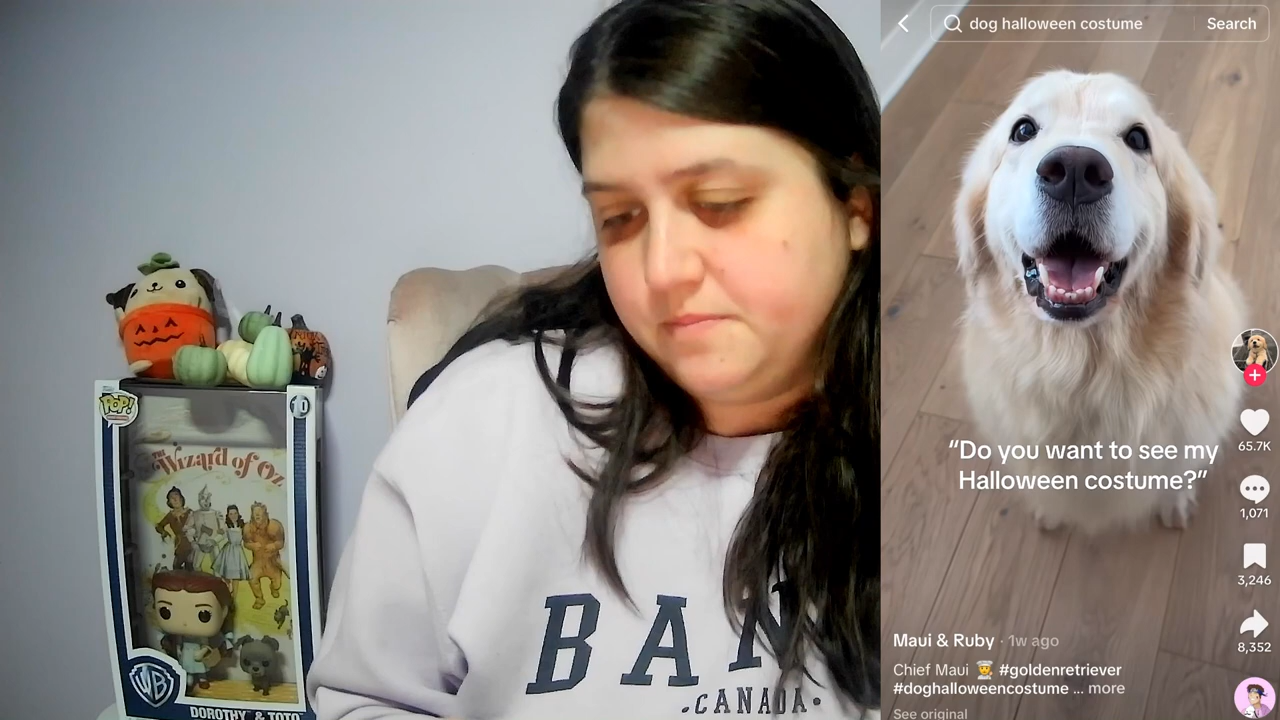 POP!
10
The
Wizard of Oz
WB
DOROTHY & TOTO
BAN
.CANADA.
dog halloween costume
Search
“Do you want to see my
Halloween costume?”
65.7K
1,071
3,246
8,352
Maui & Ruby · 1w ago
Chief Maui 👨‍🍳 #goldenretriever
#doghalloweencostume ... more
See original